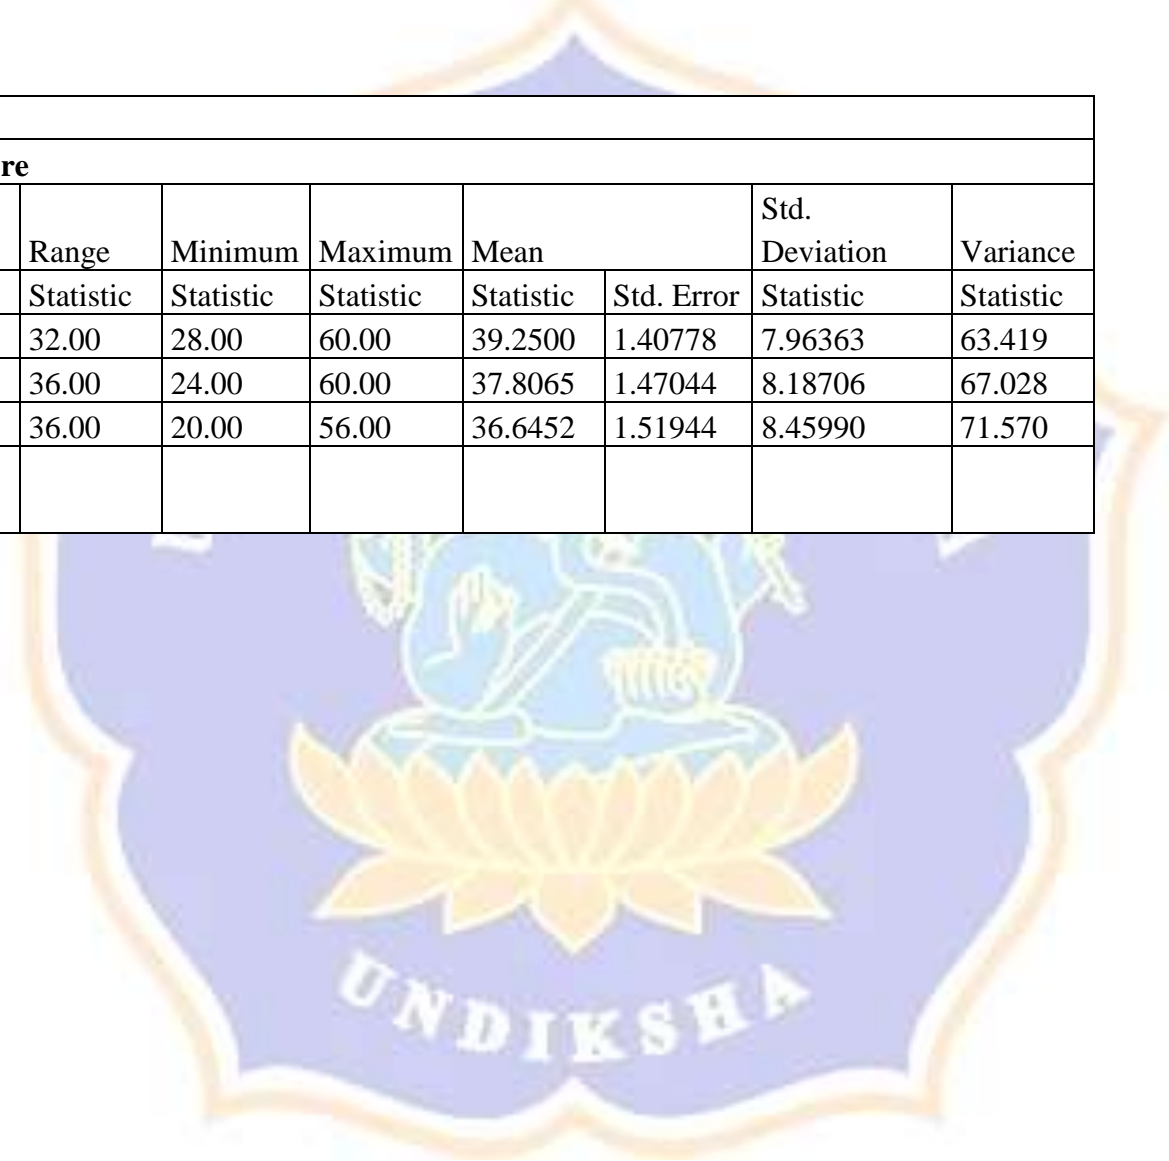 re
Range Minimum Maximum Mean Std. Deviation Variance
Statistic Statistic Statistic Statistic Std. Error Statistic Statistic
32.00 28.00 60.00 39.2500 1.40778 7.96363 63.419
36.00 24.00 60.00 37.8065 1.47044 8.18706 67.028
36.00 20.00 56.00 36.6452 1.51944 8.45990 71.570
UNDIKSHA